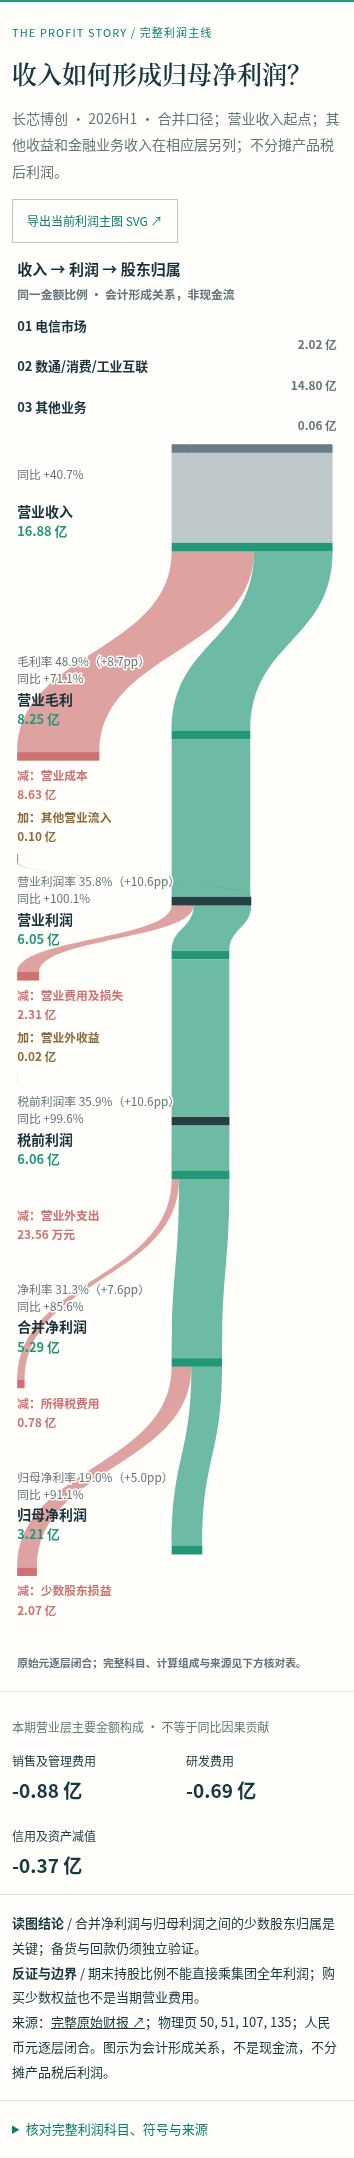 THE PROFIT STORY / 完整利润主线
收入如何形成归母净利润？
长芯博创 · 2026H1 · 合并口径；营业收入起点；其
他收益和金融业务收入在相应层另列；不分摊产品税
后利润。
导出当前利润主图 SVG ↗
收入 → 利润 → 股东归属
同一金额比例 · 会计形成关系，非现金流
01 电信市场
2.02 亿
02 数通/消费/工业互联
14.80 亿
03 其他业务
0.06 亿
同比 +40.7%
营业收入
16.88 亿
毛利率 48.9%（+8.7pp）
同比 +71.1%
营业毛利
8.25 亿
减：营业成本
8.63 亿
加：其他营业流入
0.10 亿
营业利润率 35.8%（+10.6pp）
同比 +100.1%
营业利润
6.05 亿
减：营业费用及损失
2.31 亿
加：营业外收益
0.02 亿
税前利润率 35.9%（+10.6pp）
同比 +99.6%
税前利润
6.06 亿
减：营业外支出
23.56 万元
净利率 31.3%（+7.6pp）
同比 +85.6%
合并净利润
5.29 亿
减：所得税费用
0.78 亿
归母净利率 19.0%（+5.0pp）
同比 +91.1%
归母净利润
3.21 亿
减：少数股东损益
2.07 亿
原始元逐层闭合；完整科目、计算组成与来源见下方核对表。
本期营业层主要金额构成 · 不等于同比因果贡献
销售及管理费用 研发费用
-0.88 亿 -0.69 亿
信用及资产减值
-0.37 亿
读图结论 / 合并净利润与归母利润之间的少数股东归属是
关键；备货与回款仍须独立验证。
反证与边界 / 期末持股比例不能直接乘集团全年利润；购
买少数权益也不是当期营业费用。
来源：完整原始财报 ↗；物理页 50, 51, 107, 135；人民
币元逐层闭合。图示为会计形成关系，不是现金流，不分
摊产品税后利润。
▶ 核对完整利润科目、符号与来源